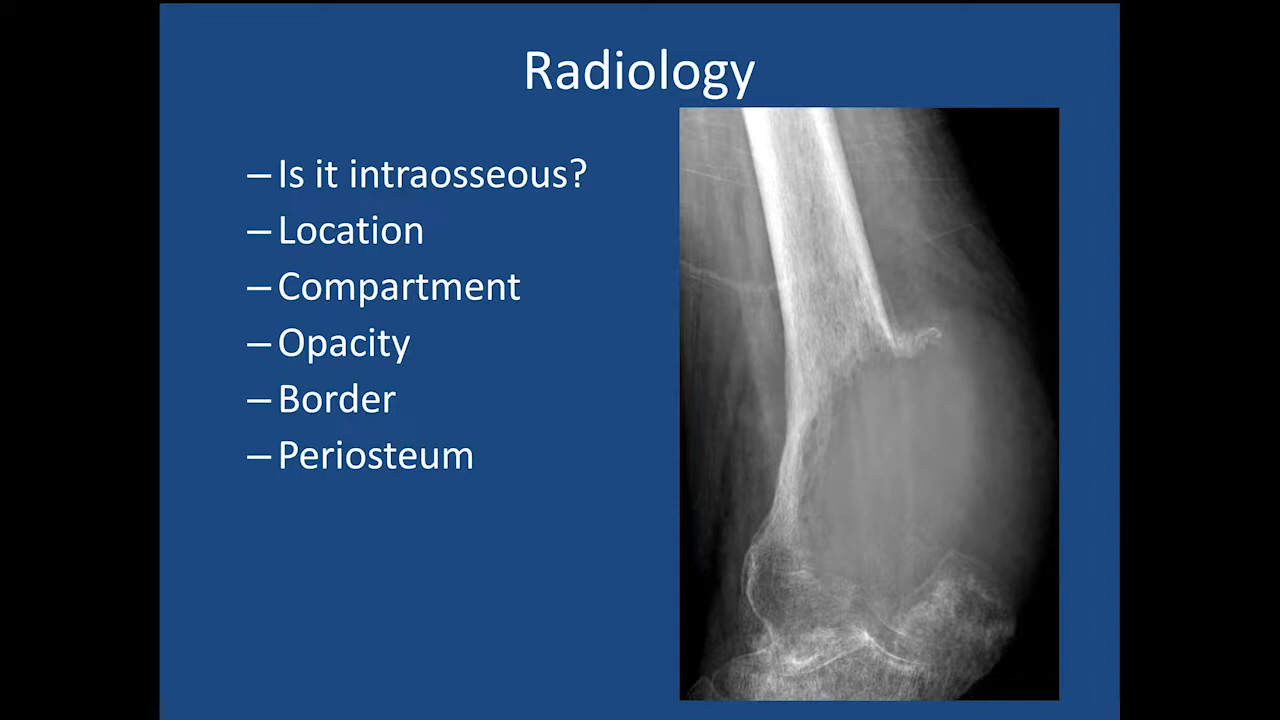 Radiology
– Is it intraosseous?
– Location
– Compartment
– Opacity
– Border
– Periosteum